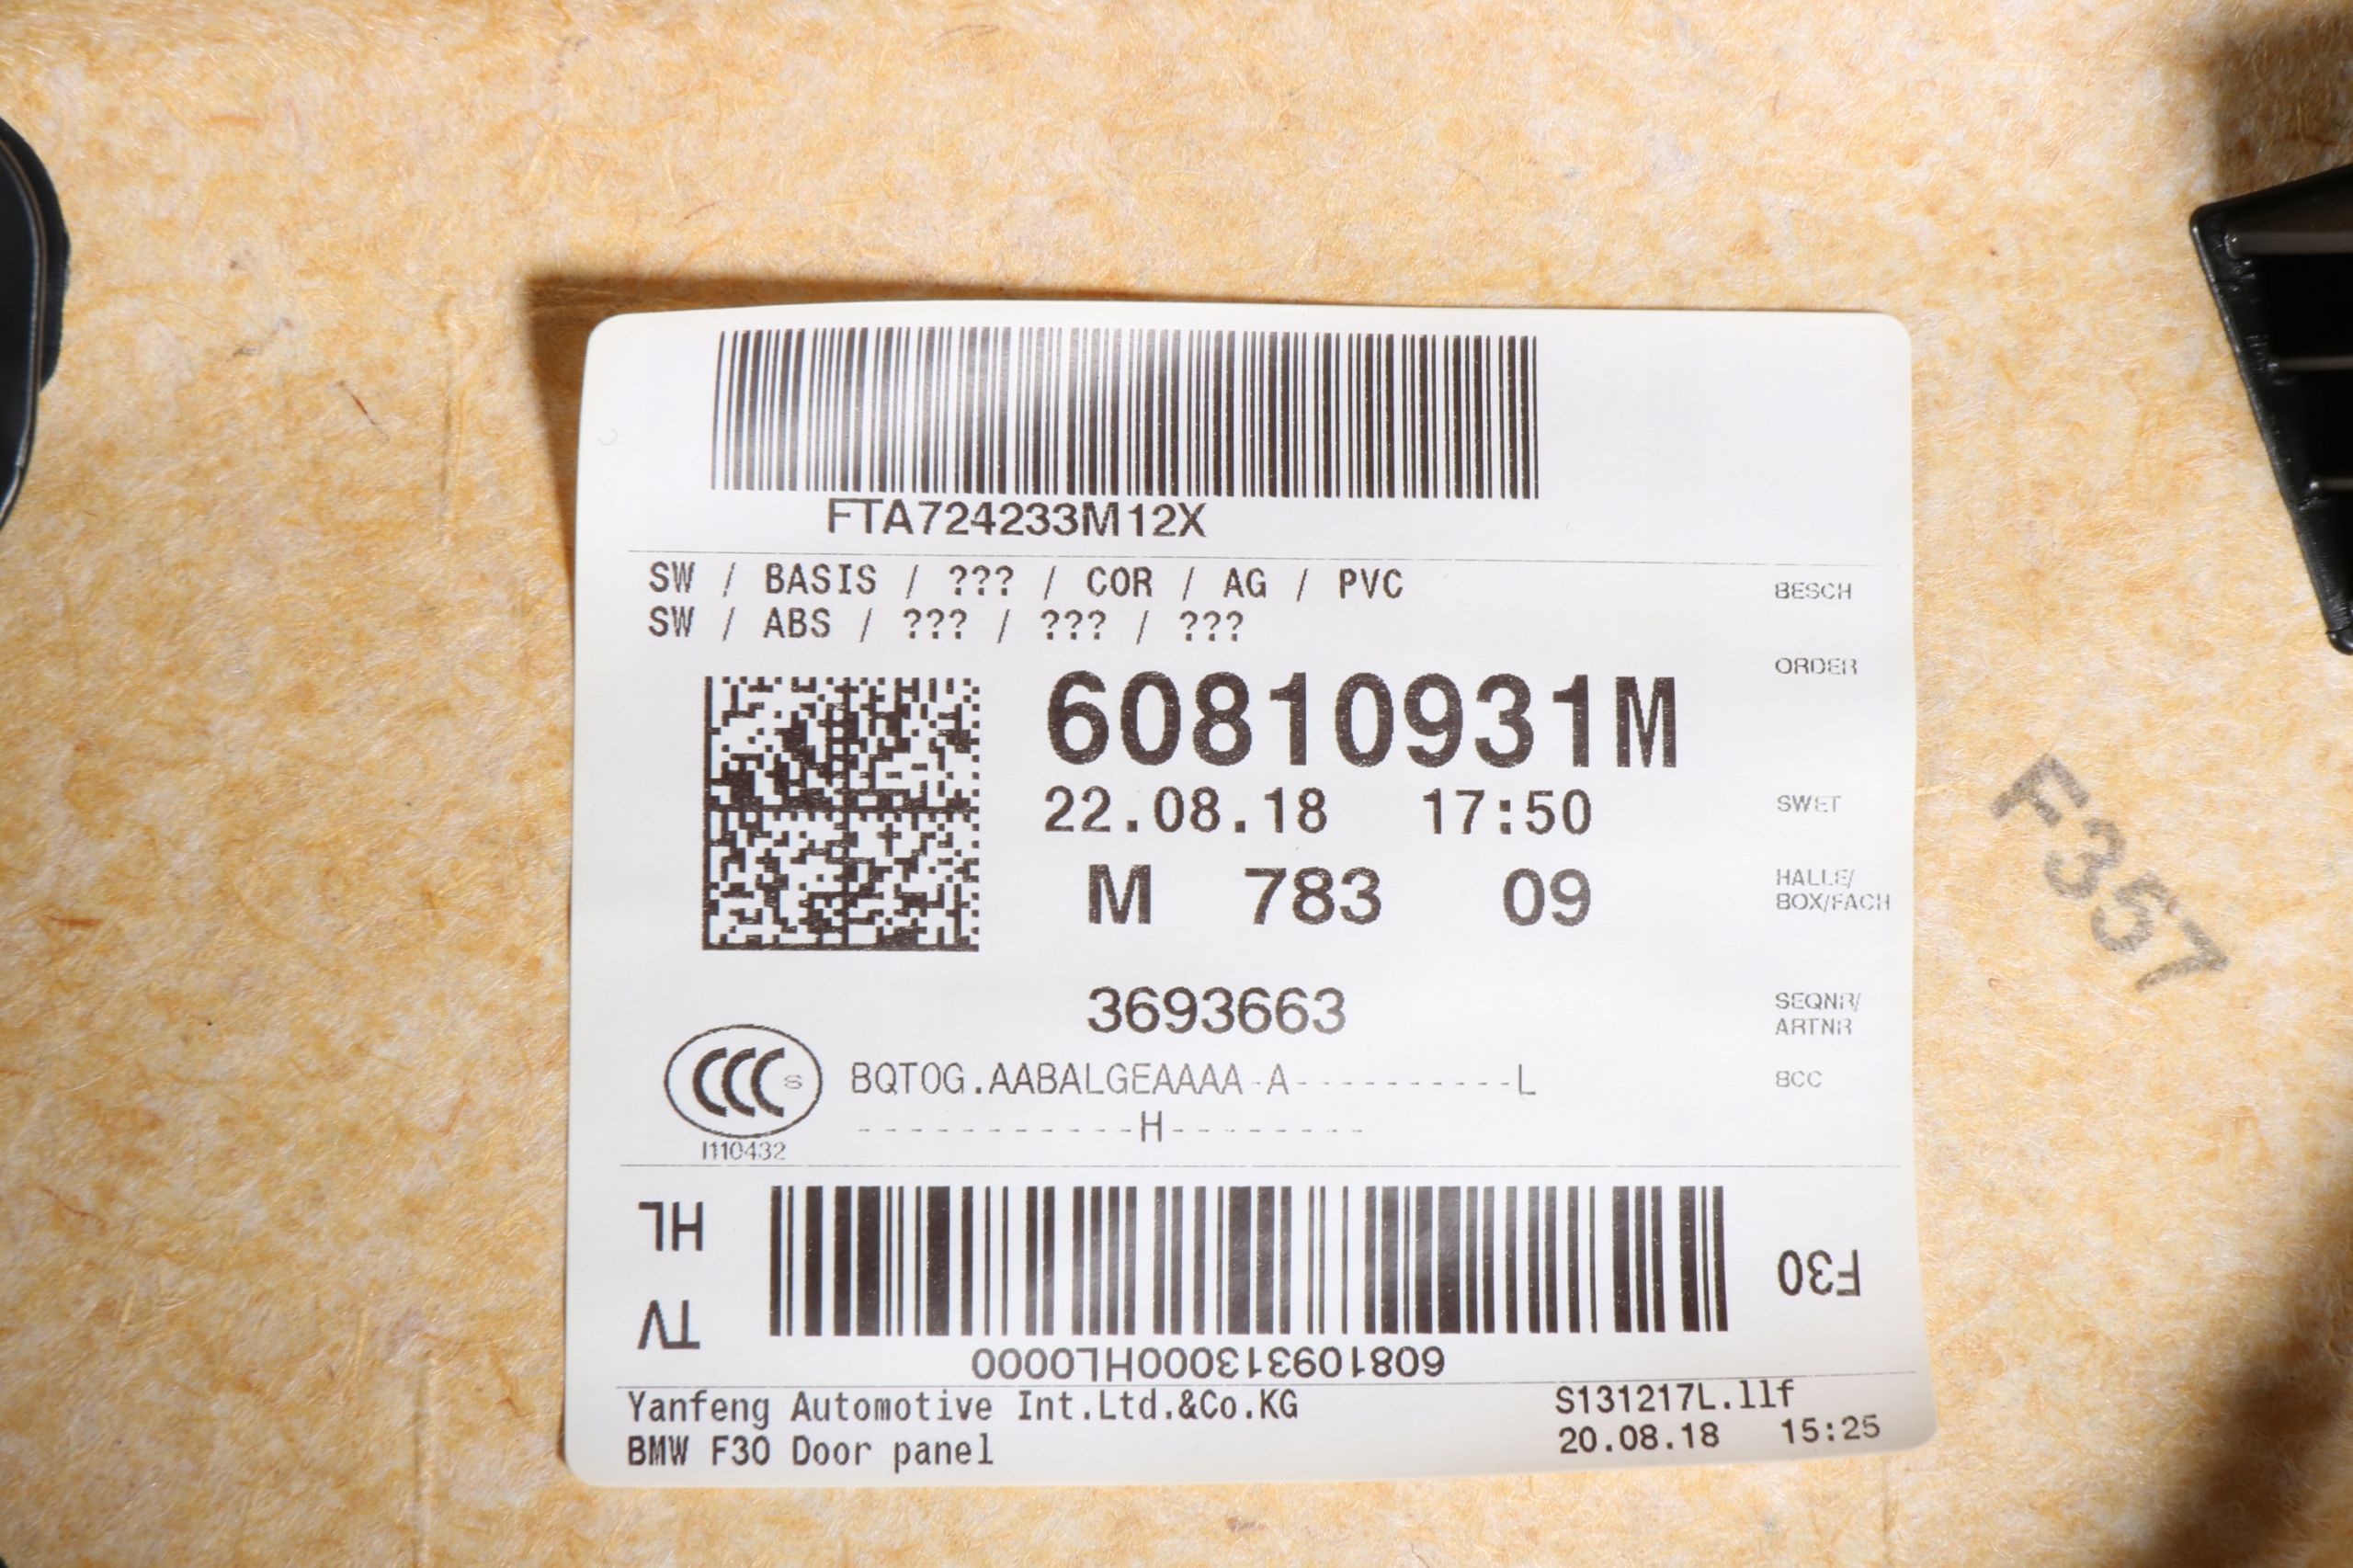 FTA724233M12X
SW / BASIS / ??? / COR / AG / PVC
SW / ABS / ??? / ??? / ???
BESCH
60810931M
ORDER
22.08.18 17:50
SWET
M 783 09
HALLE/
BOX/FACH
3693663
SEQNR/
ARTNR
CCC S
BQTOG.AABALGEAAAA-A----------L
BCC
------------H---------
I110432
HL
TV
F30
608109313000HL0000
Yanfeng Automotive Int.Ltd.&Co.KG
BMW F30 Door panel
S131217L.llf
20.08.18 15:25
F357